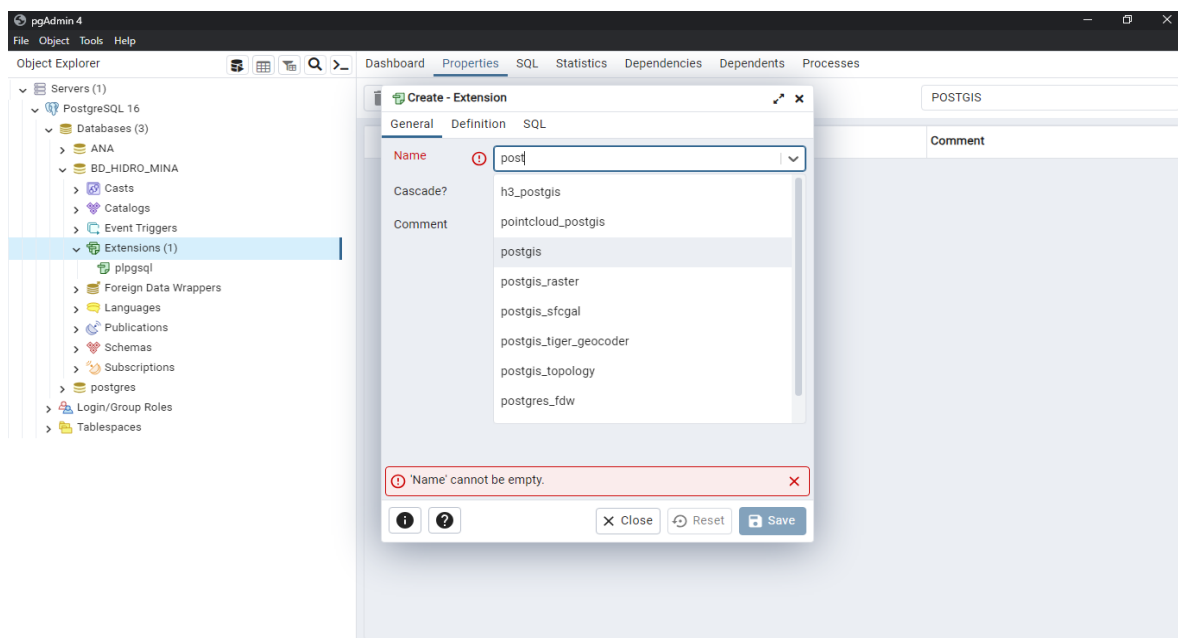 pgAdmin 4
File Object Tools Help
Object Explorer
Dashboard Properties SQL Statistics Dependencies Dependents Processes
Servers (1)
PostgreSQL 16
Databases (3)
ANA
BD_HIDRO_MINA
Casts
Catalogs
Event Triggers
Extensions (1)
plpgsql
Foreign Data Wrappers
Languages
Publications
Schemas
Subscriptions
postgres
Login/Group Roles
Tablespaces
POSTGIS
Comment
Create - Extension
General Definition SQL
Name post
Cascade?
Comment
h3_postgis
pointcloud_postgis
postgis
postgis_raster
postgis_sfcgal
postgis_tiger_geocoder
postgis_topology
postgres_fdw
'Name' cannot be empty.
Close Reset Save